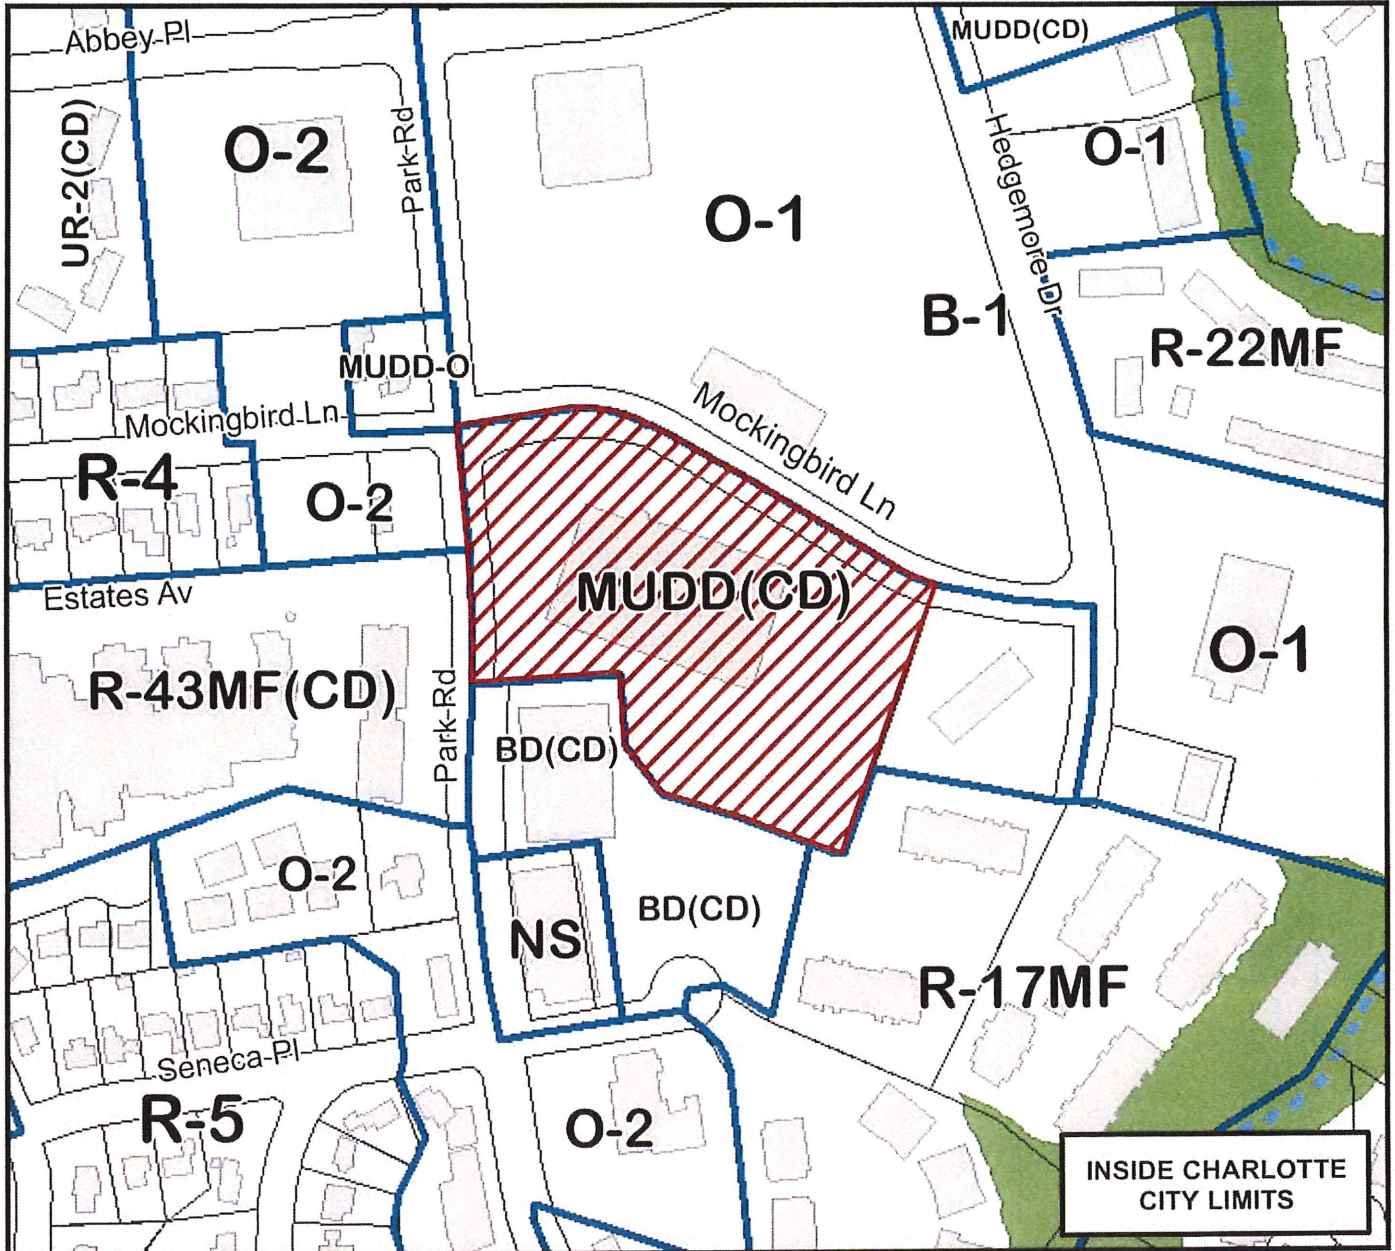 MUDD(CD)
Abbey Pl
UR-2(CD)
O-2
Park Rd
O-1
Hedgemore Dr
O-1
B-1
R-22MF
MUDD-O
Mockingbird Ln
Mockingbird Ln
R-4
O-2
MUDD(CD)
Estates Av
O-1
R-43MF(CD)
Park Rd
BD(CD)
O-2
NS
BD(CD)
R-17MF
Seneca Pl
R-5
O-2
INSIDE CHARLOTTE
CITY LIMITS